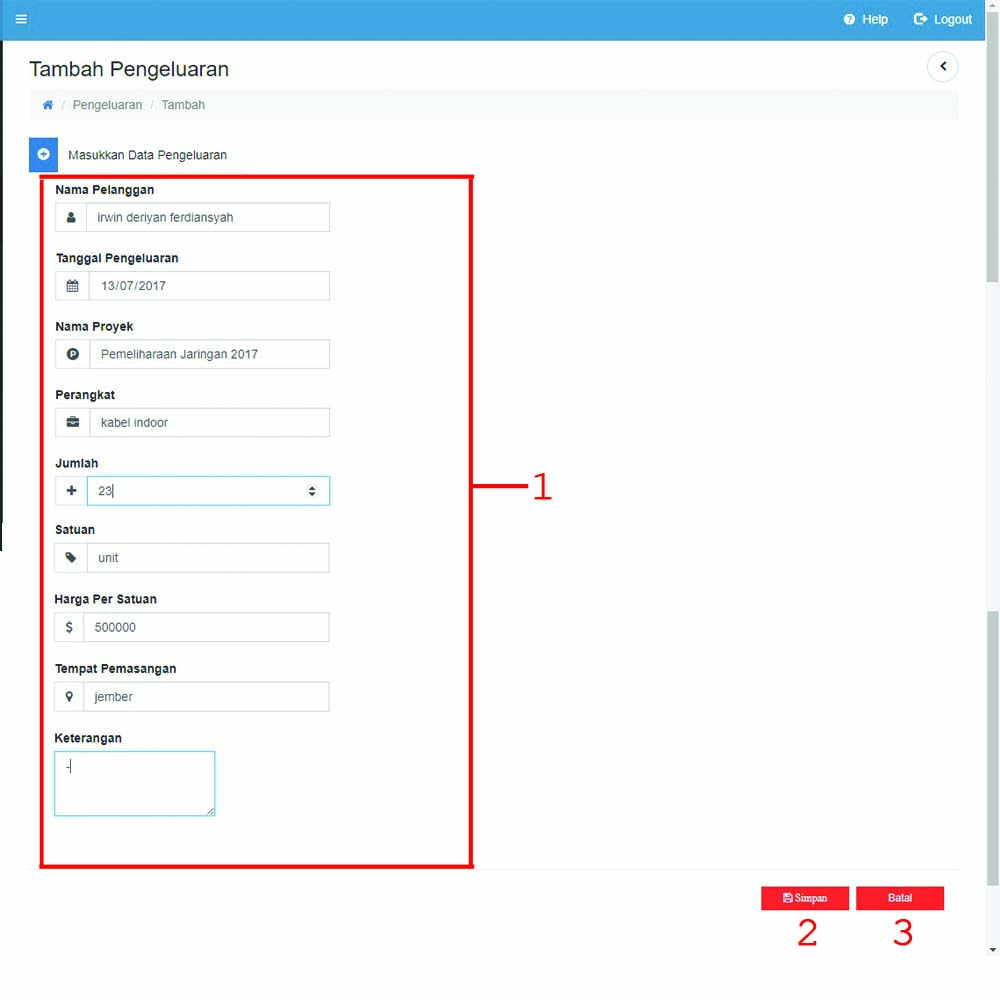 Help Logout
Tambah Pengeluaran
/ Pengeluaran / Tambah
Masukkan Data Pengeluaran
Nama Pelanggan
irwin deriyan ferdiansyah
Tanggal Pengeluaran
13/07/2017
Nama Proyek
P Pemeliharaan Jaringan 2017
Perangkat
kabel indoor
Jumlah
23
1
Satuan
unit
Harga Per Satuan
$ 500000
Tempat Pemasangan
jember
Keterangan
-
Simpan Batal
2 3